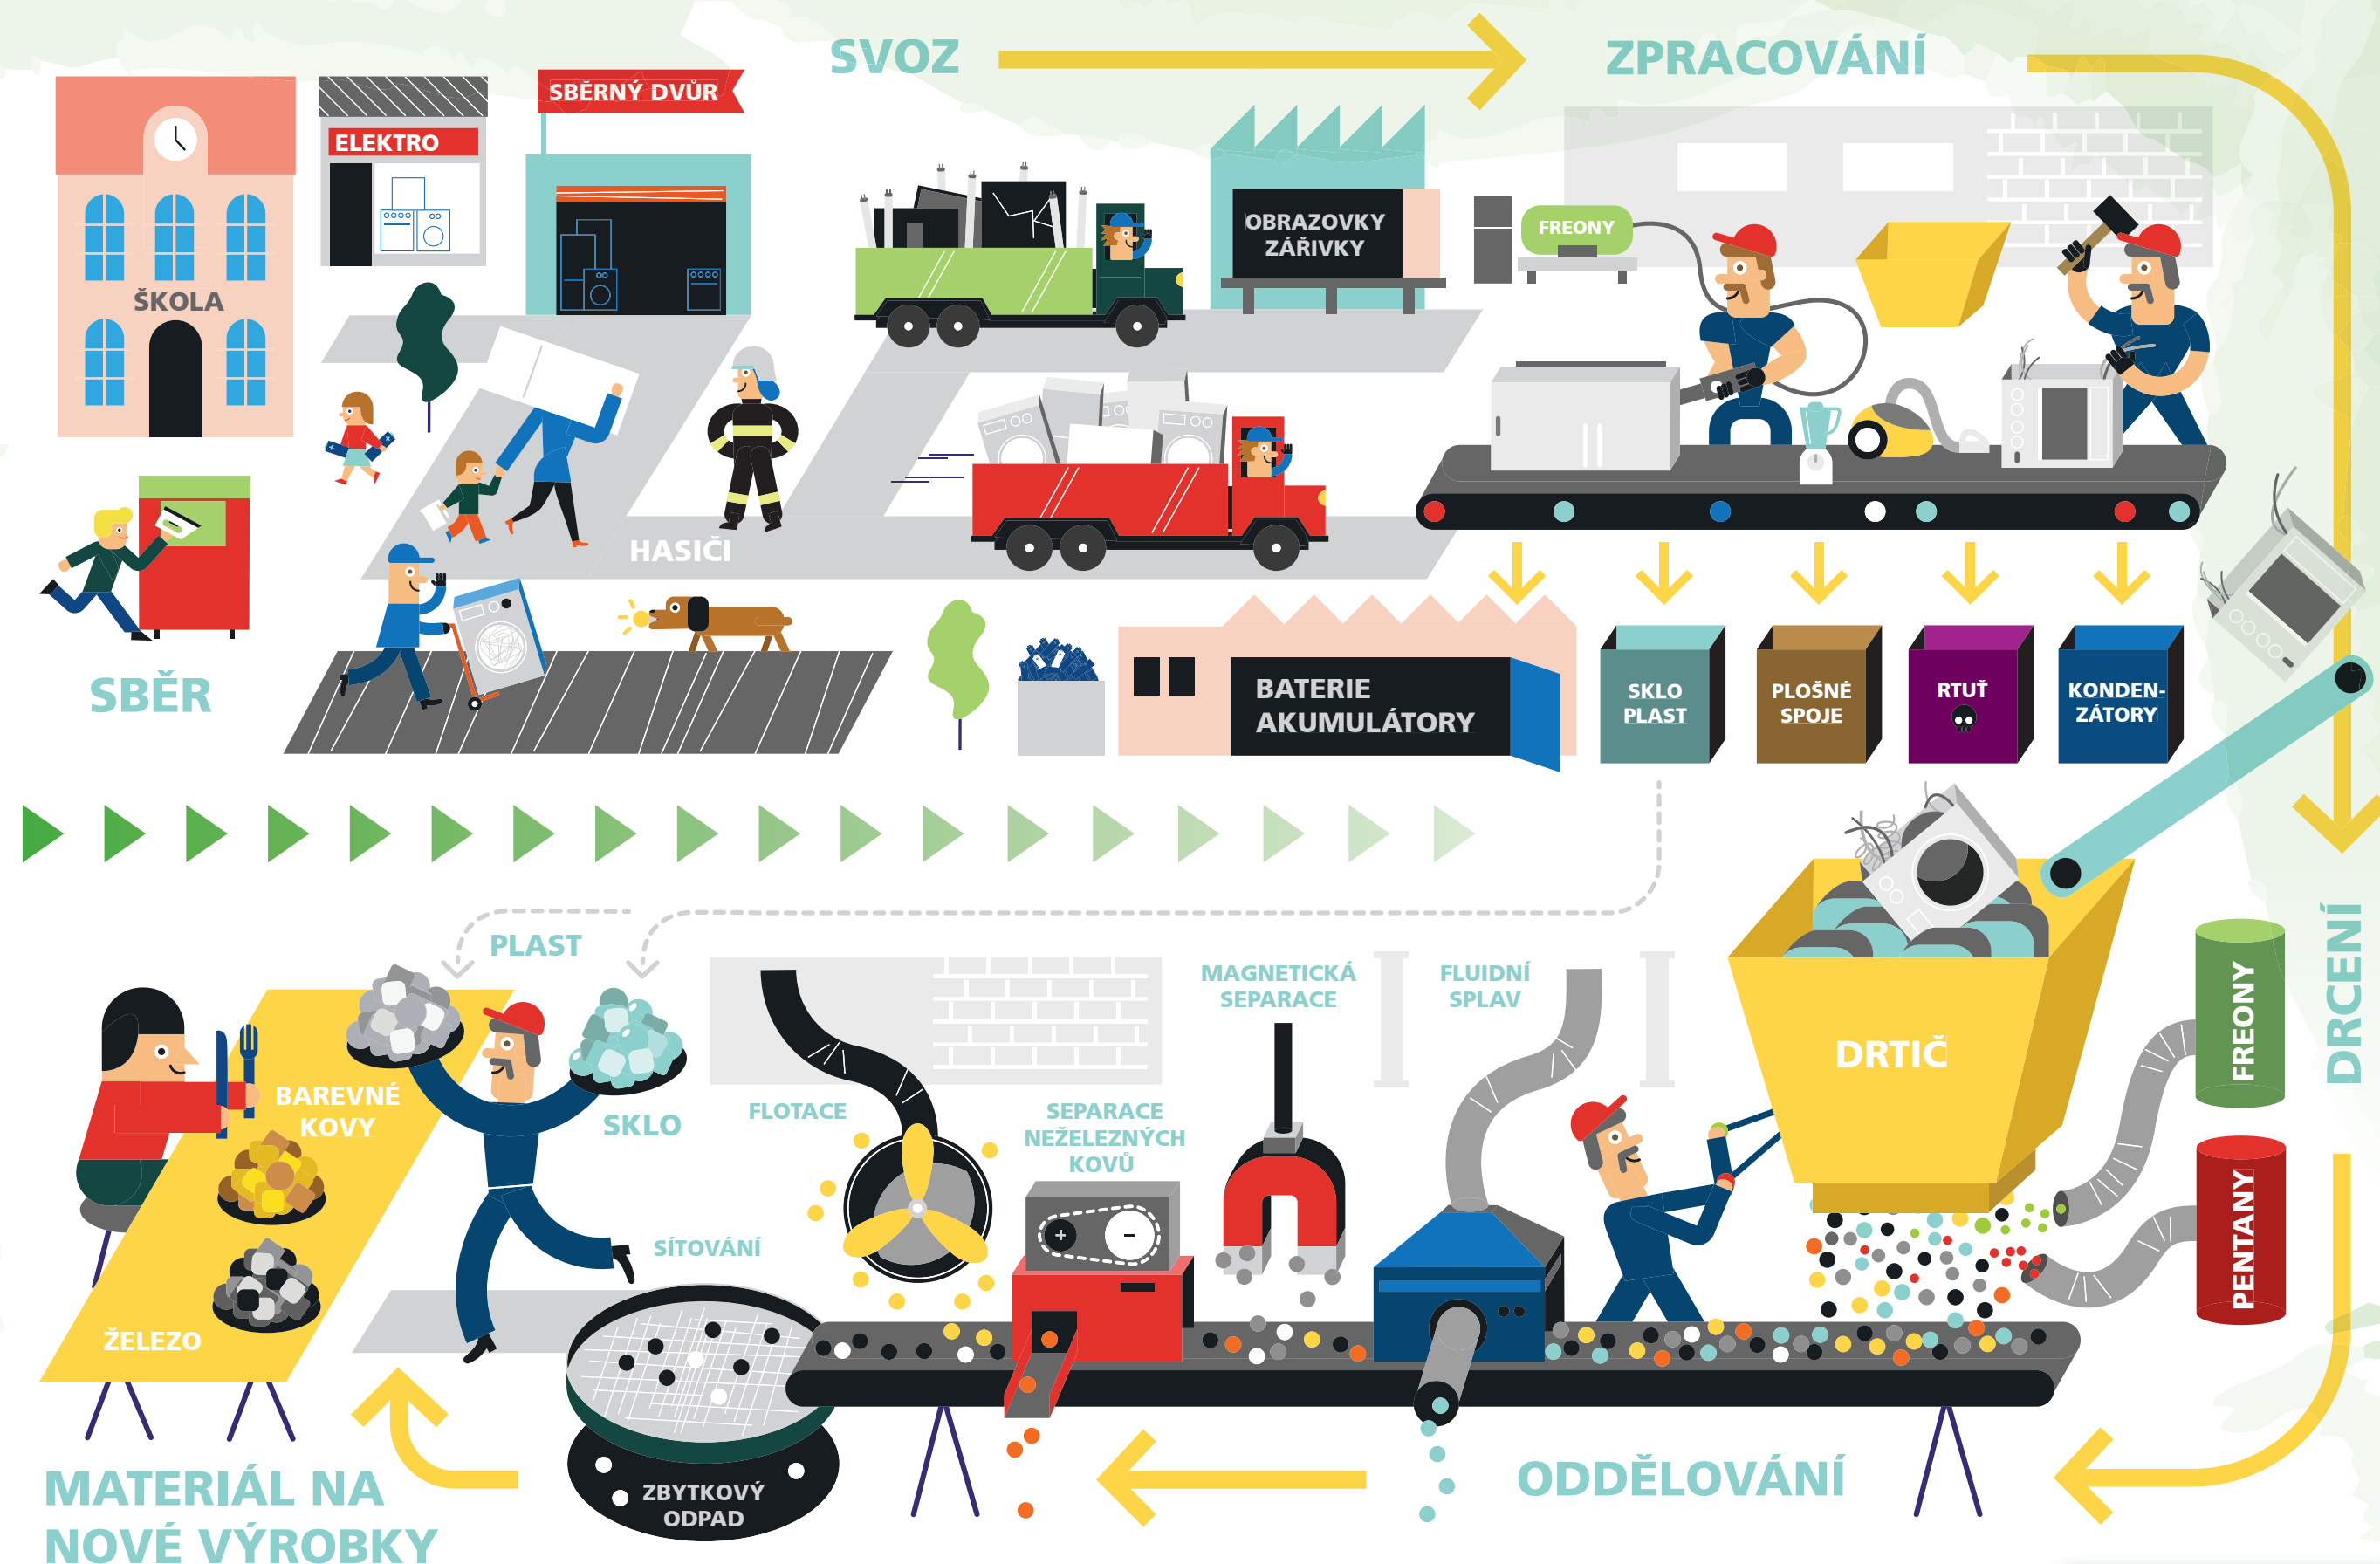 SVOZ
ZPRACOVÁNÍ
SBĚRNÝ DVŮR
ELEKTRO
ŠKOLA
OBRAZOVKY
ZÁŘIVKY
FREONY
HASIČI
SBĚR
BATERIE
AKUMULÁTORY
SKLO
PLAST
PLOŠNÉ
SPOJE
RTUŤ
KONDEN-
ZÁTORY
DRCENÍ
PLAST
MAGNETICKÁ
SEPARACE
FLUIDNÍ
SPLAV
DRTIČ
FREONY
PENTANY
BAREVNÉ
KOVY
SKLO
FLOTACE
SEPARACE
NEŽELEZNÝCH
KOVŮ
+ -
SÍTOVÁNÍ
ŽELEZO
ZBYTKOVÝ
ODPAD
ODDĚLOVÁNÍ
MATERIÁL NA
NOVÉ VÝROBKY